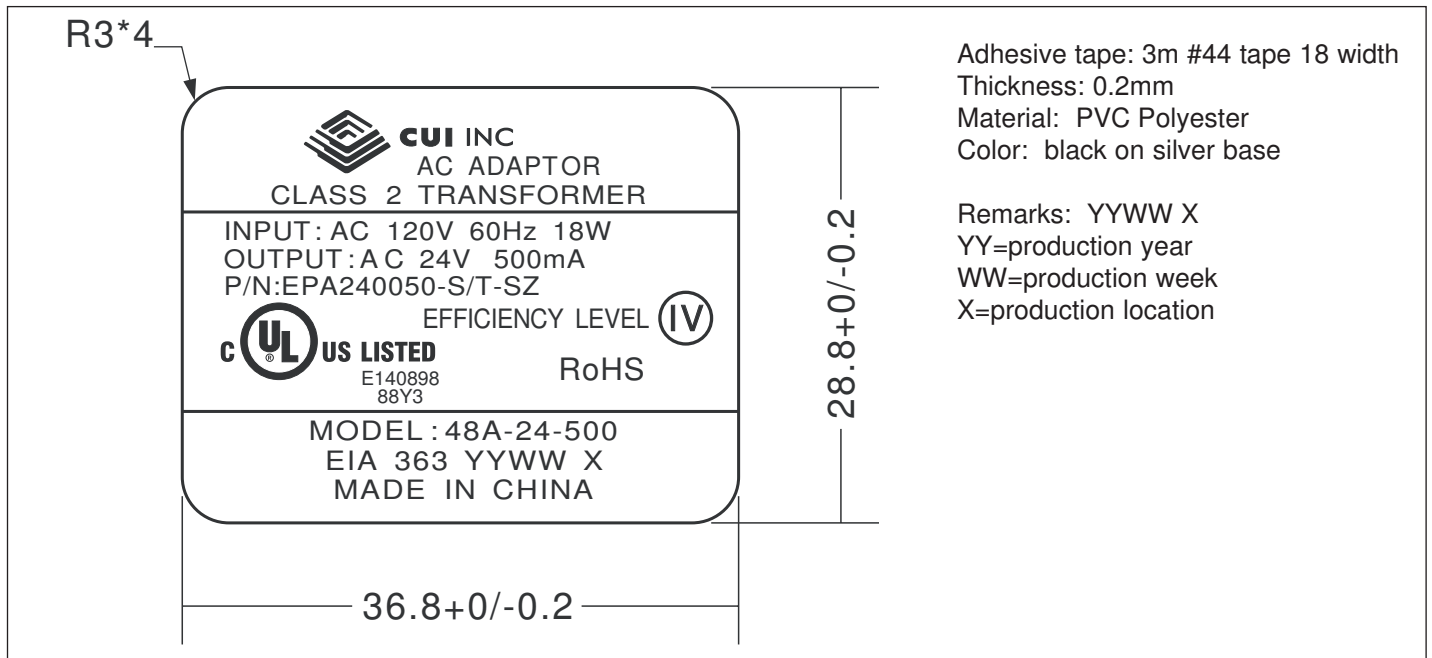 R3*4
CUI INC
AC ADAPTOR
CLASS 2 TRANSFORMER
INPUT: AC 120V 60Hz 18W
OUTPUT: AC 24V 500mA
P/N:EPA240050-S/T-SZ
EFFICIENCY LEVEL IV
C UL ® US LISTED
E140898
88Y3
RoHS
MODEL: 48A-24-500
EIA 363 YYWW X
MADE IN CHINA
36.8+0/-0.2
28.8+0/-0.2
Adhesive tape: 3m #44 tape 18 width
Thickness: 0.2mm
Material: PVC Polyester
Color: black on silver base
Remarks: YYWW X
YY=production year
WW=production week
X=production location